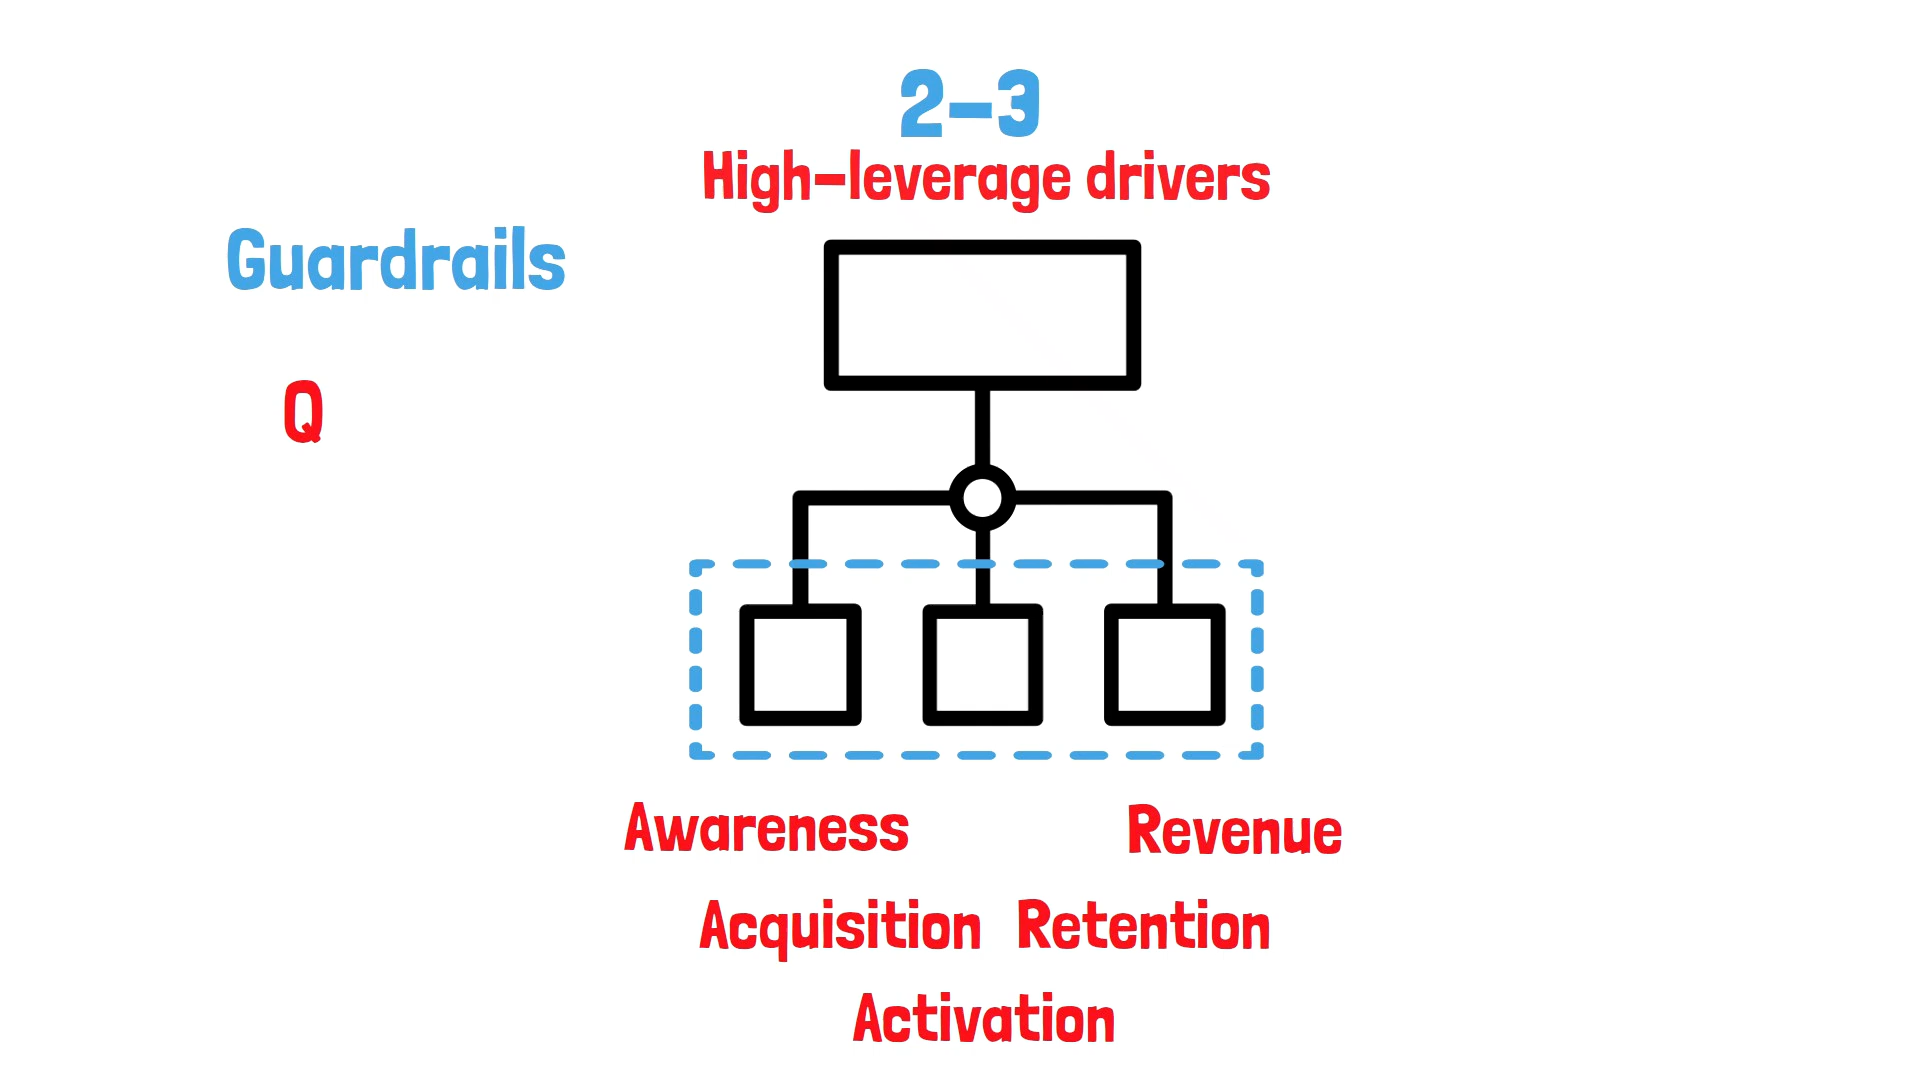 2-3
High-leverage drivers
Guardrails
Q
Awareness
Revenue
Acquisition
Retention
Activation